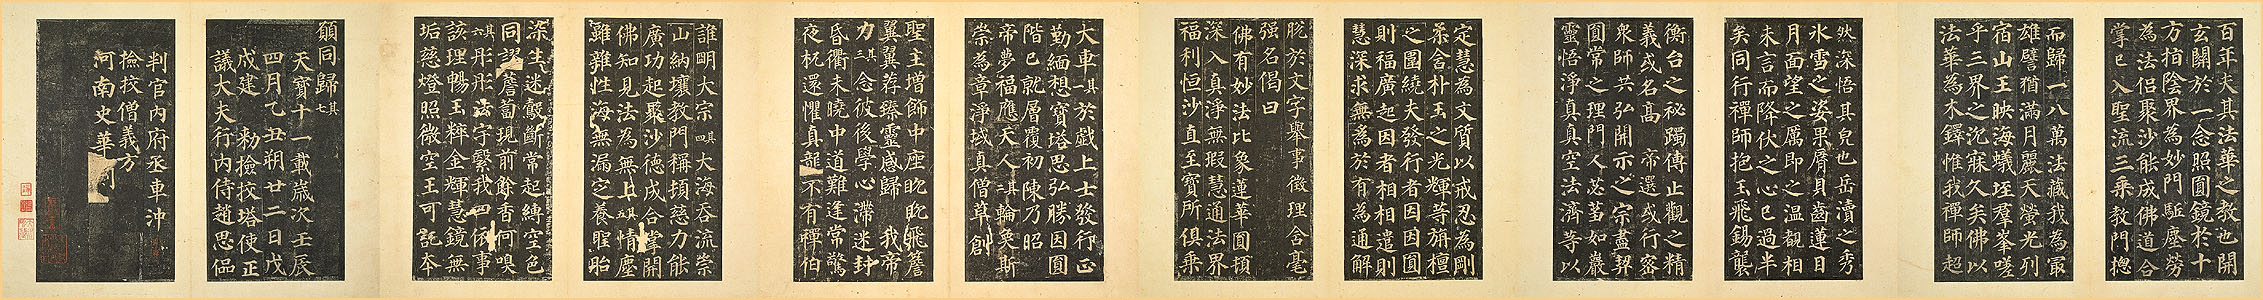 百年夫其法華之教也開
玄關於一念照圓鏡於十
方指陰界為妙門駈塵勞
為法侣聚沙能成佛道合
掌已入聖流三乘教門揔
而歸一八萬法藏我為㝡
雄譬猶滿月麗天螢光列
宿山王映海蟻垤羣峯嗟
乎三界之沉寐久矣佛以
法華為木鐸惟我禪師超
然深悟其皃也岳瀆之秀
冰雪之姿果脣貝齒蓮目
月面望之厲即之温覩相
未言而降伏之心已過半
矣同行禪師抱玉飛錫襲
衡台之秘躅傳止觀之精
義或名高 帝選或行密
衆師共弘開示之宗盡契
圓常之理門人苾蒭如巖
靈悟淨真真空法濟等以
定慧為文質以戒忍為剛
柔含朴玉之光輝等旃檀
之圍繞夫發行者因因圓
則福廣起因者相相遣則
慧深求無為於有為通解
脫於文字舉事徵理含毫
强名偈曰
佛有妙法比象蓮華圓頓
深入真淨無瑕慧通法界
福利恒沙直至寶所俱乘
大車其一於戲上士發行正
勤緬想寶塔思弘勝因圓
階已就層覆初陳乃昭
帝夢福應天人其二輪奐斯
崇為章淨域真僧草創
聖主增飾中座眈眈飛簷
翼翼荐臻靈感歸 我帝
力其三念彼後學心滯迷封
昏衢未曉中道難逢常驚
夜杌還懼真龍不有禪伯
誰明大宗其四大海吞流崇
山納壤教門稱頓慈力能
廣功起聚沙德成合掌開
佛知見法為無上其五情塵
雖雜性海無漏定養聖胎
染生迷鷇斷常起縛空色
同謬薝蔔現前餘香何嗅
其六彤彤法宇繄我四依事
該理暢玉粹金輝慧鏡無
垢慈燈照微空王可託本
願同歸其七
天寶十一載歲次壬辰
四月乙丑朔廿二日戊
戌建 勅撿挍塔使正
議大夫行内侍趙思侃
判官内府丞車冲
撿挍僧義方
河南史華刻